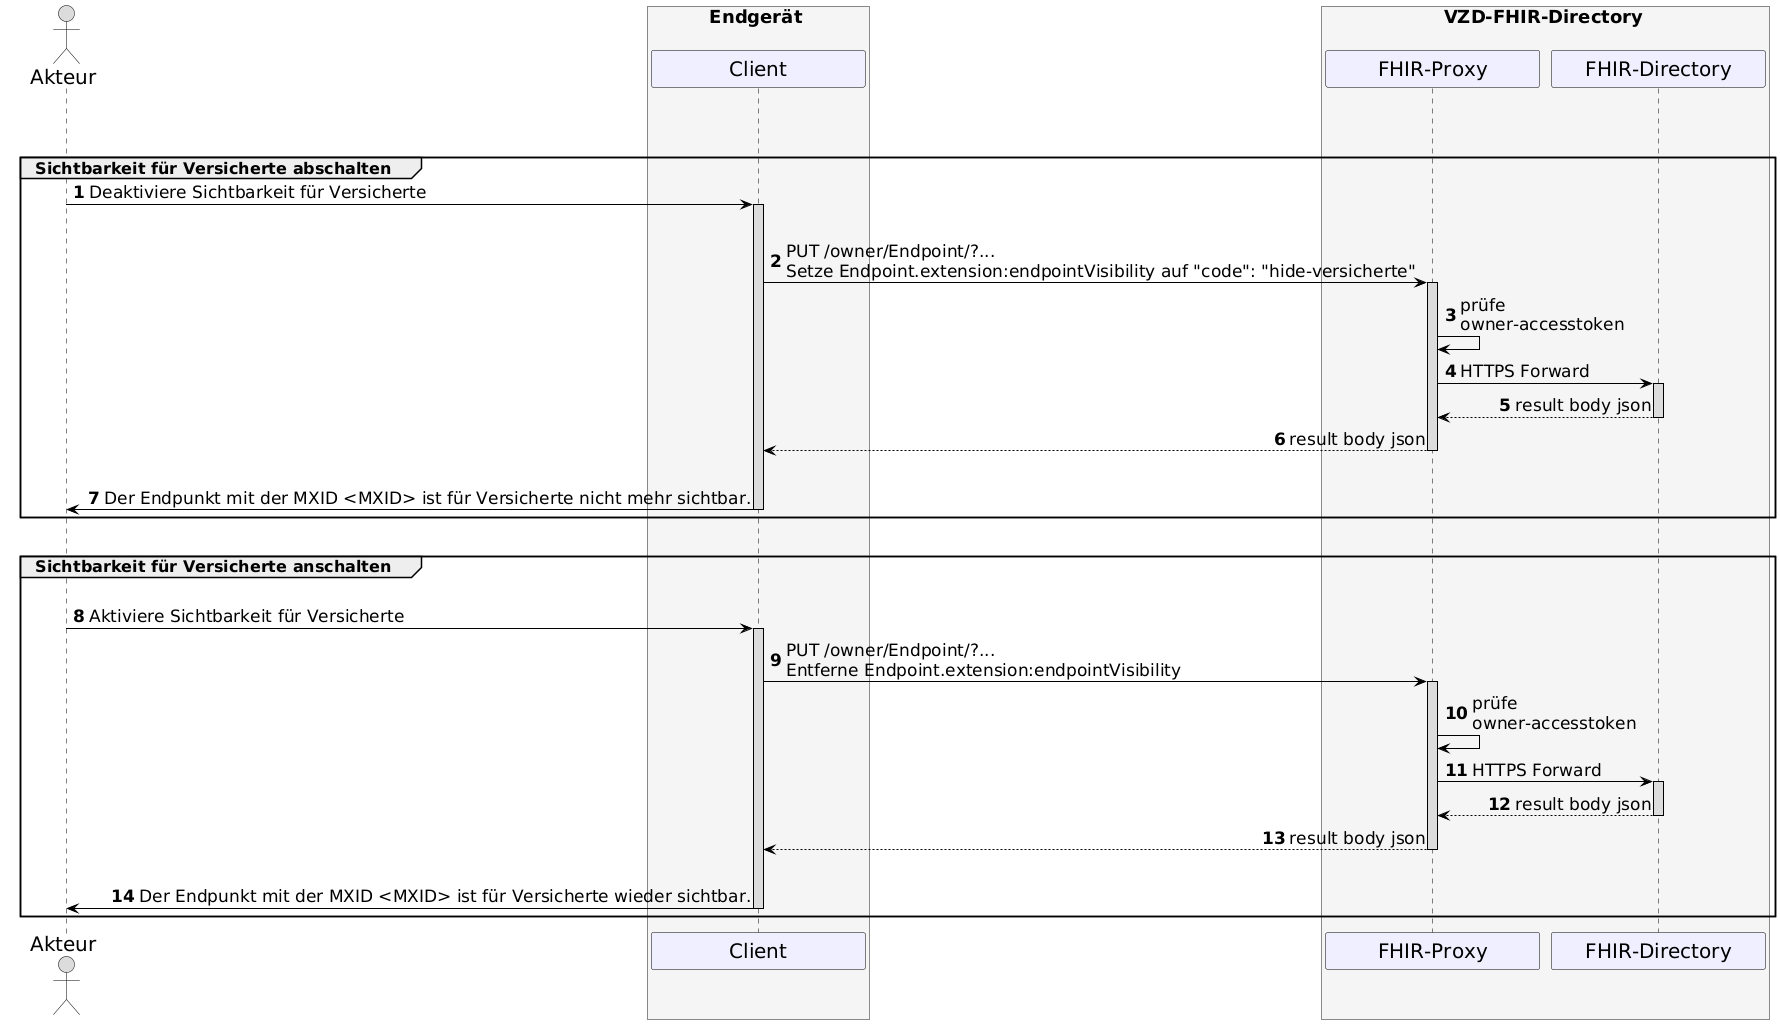 Endgerät
VZD-FHIR-Directory
Akteur
Client
FHIR-Proxy
FHIR-Directory
Sichtbarkeit für Versicherte abschalten
1 Deaktiviere Sichtbarkeit für Versicherte
2 PUT /owner/Endpoint/?...
Setze Endpoint.extension:endpointVisibility auf "code": "hide-versicherte"
3 prüfe
owner-accesstoken
4 HTTPS Forward
5 result body json
6 result body json
7 Der Endpunkt mit der MXID <MXID> ist für Versicherte nicht mehr sichtbar.
Sichtbarkeit für Versicherte anschalten
8 Aktiviere Sichtbarkeit für Versicherte
9 PUT /owner/Endpoint/?...
Entferne Endpoint.extension:endpointVisibility
10 prüfe
owner-accesstoken
11 HTTPS Forward
12 result body json
13 result body json
14 Der Endpunkt mit der MXID <MXID> ist für Versicherte wieder sichtbar.
Akteur
Client
FHIR-Proxy
FHIR-Directory